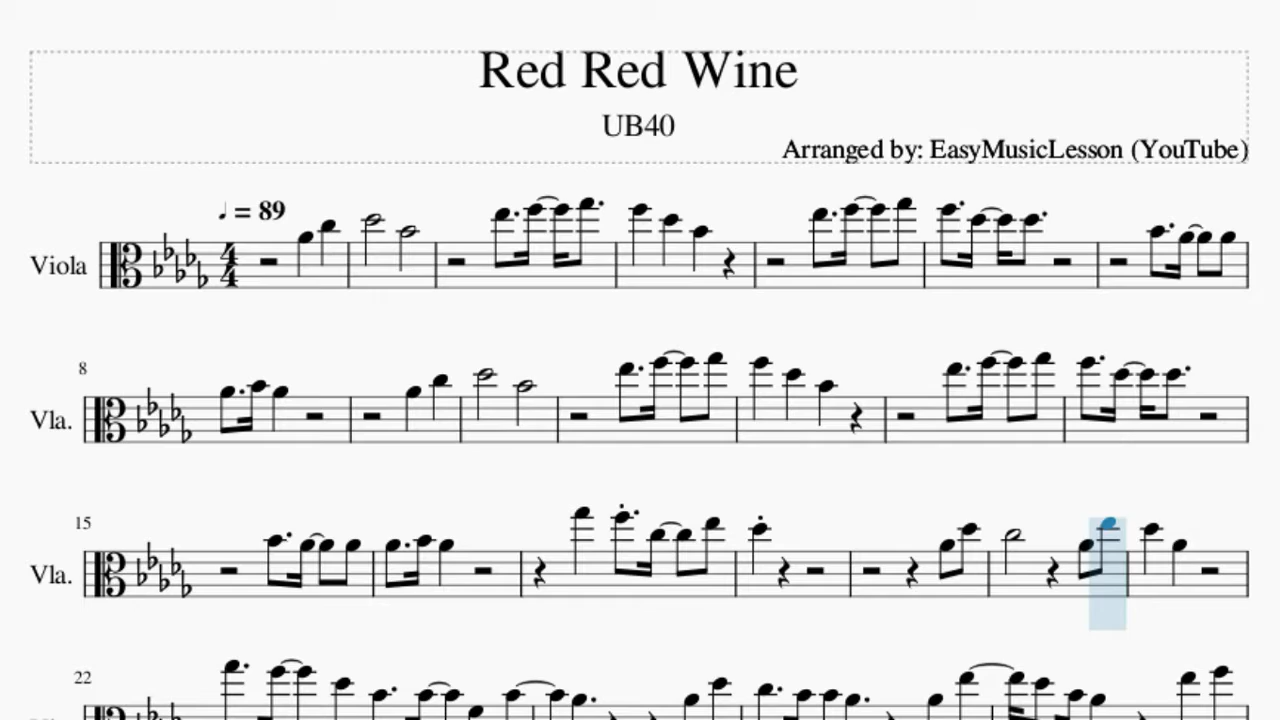 Red Red Wine
UB40
Arranged by: EasyMusicLesson (YouTube)
♩ = 89
Viola
4
4
8
Vla.
15
Vla.
22